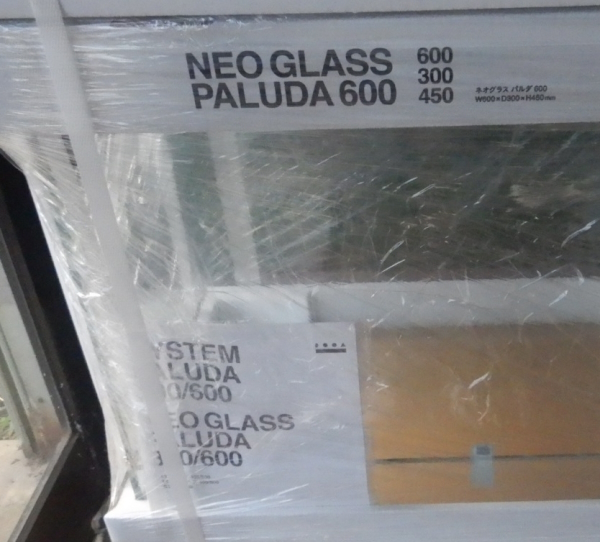 NEO GLASS
PALUDA 600
600
300
450
ネオグラス パルダ 600
W600×D300×H450mm
YSTEM
ALUDA
0/600
EO GLASS
ALUDA
0/600